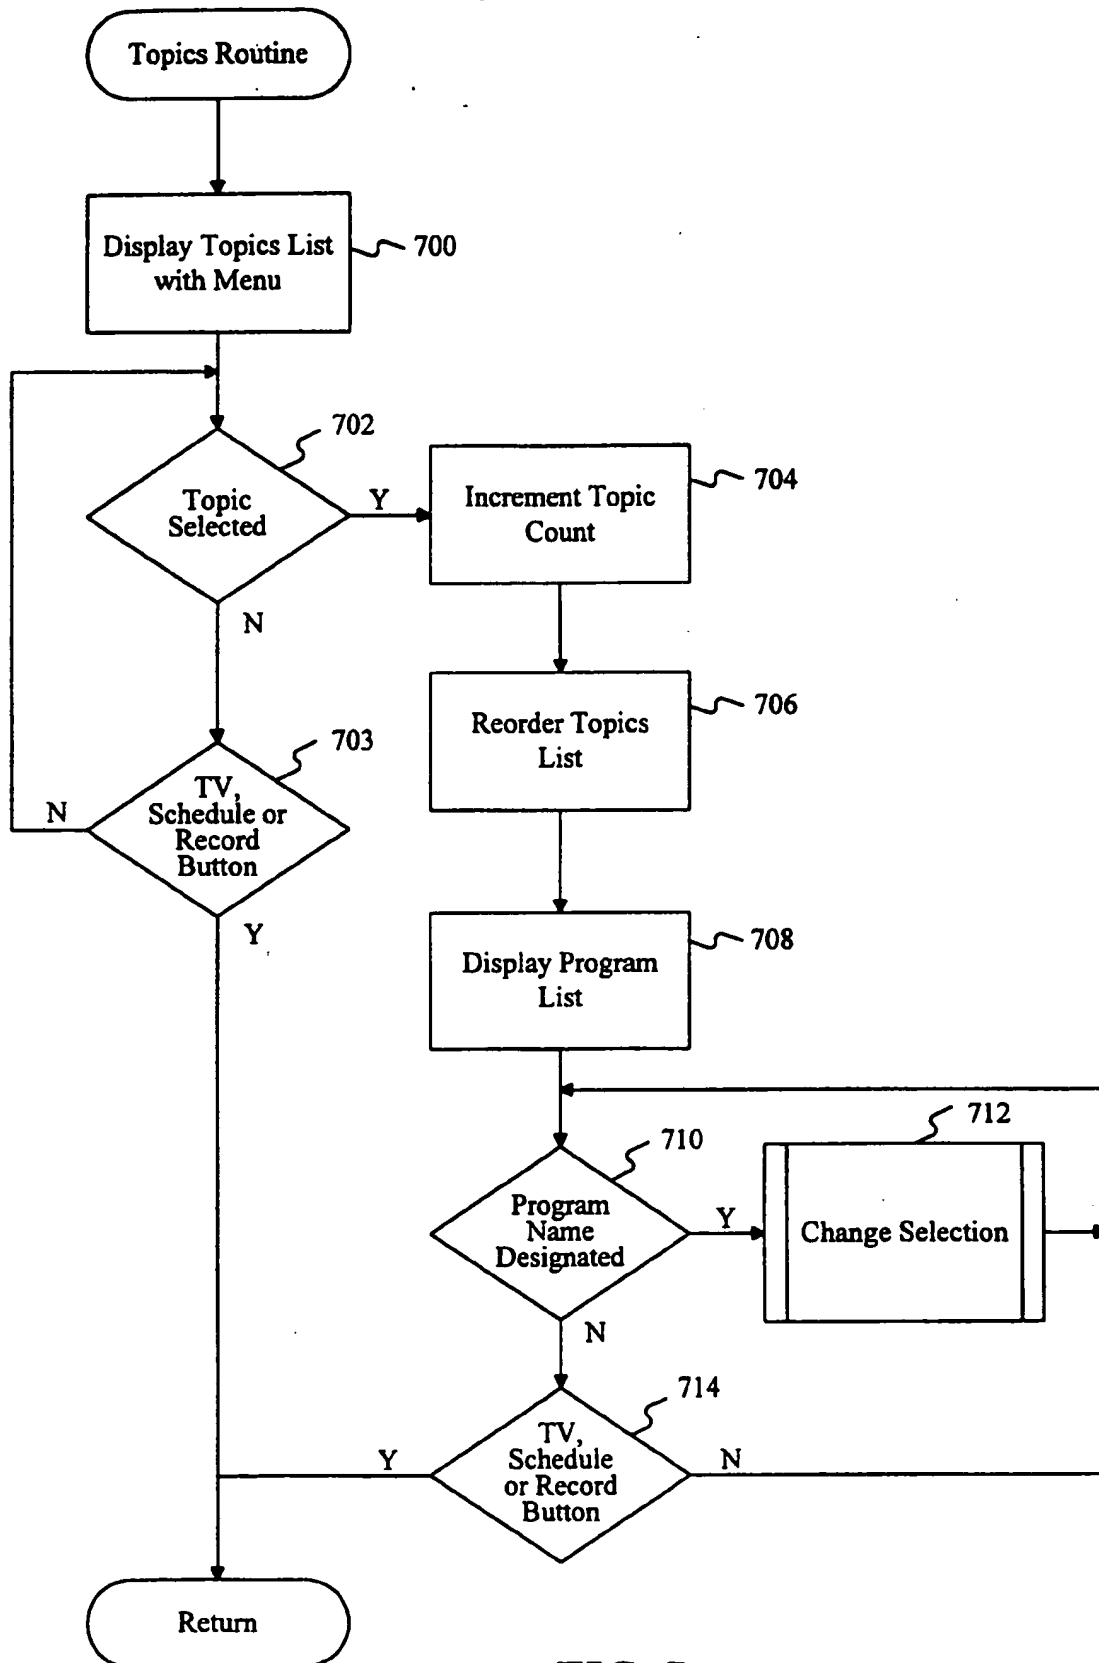 Topics Routine
Display Topics List
with Menu
700
702
Topic
Selected
Y
N
Increment Topic
Count
704
Reorder Topics
List
706
703
TV,
Schedule or
Record
Button
N
Y
Display Program
List
708
710
Program
Name
Designated
Y
N
712
Change Selection
714
TV,
Schedule
or Record
Button
Y
N
Return